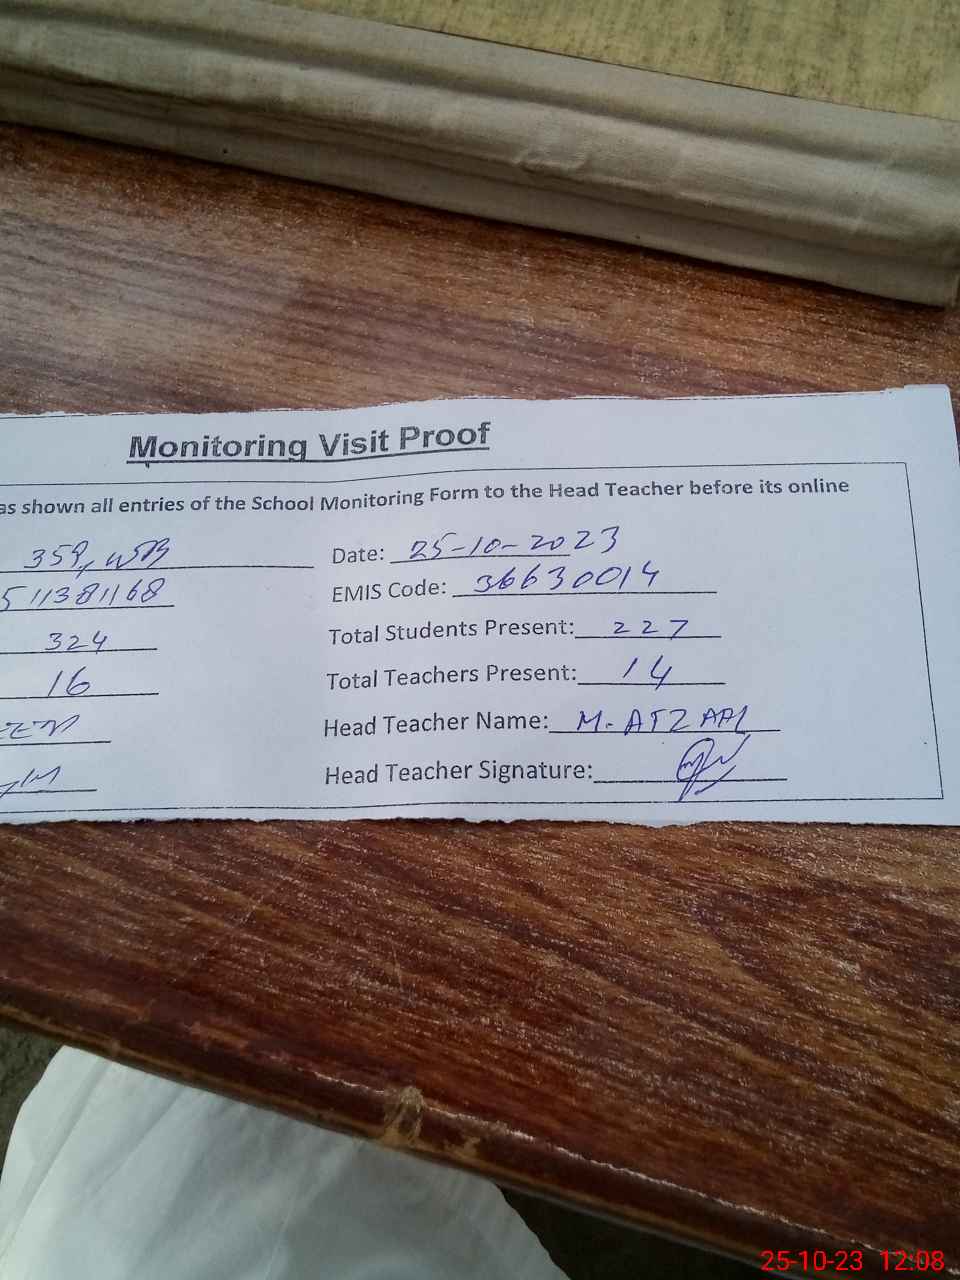 Monitoring Visit Proof
as shown all entries of the School Monitoring Form to the Head Teacher before its online
359, WB Date: 25-10-2023
511381168 EMIS Code: 36630014
324 Total Students Present: 227
16 Total Teachers Present: 14
Head Teacher Name: M. AFZAAL
Head Teacher Signature:
25-10-23 12:08